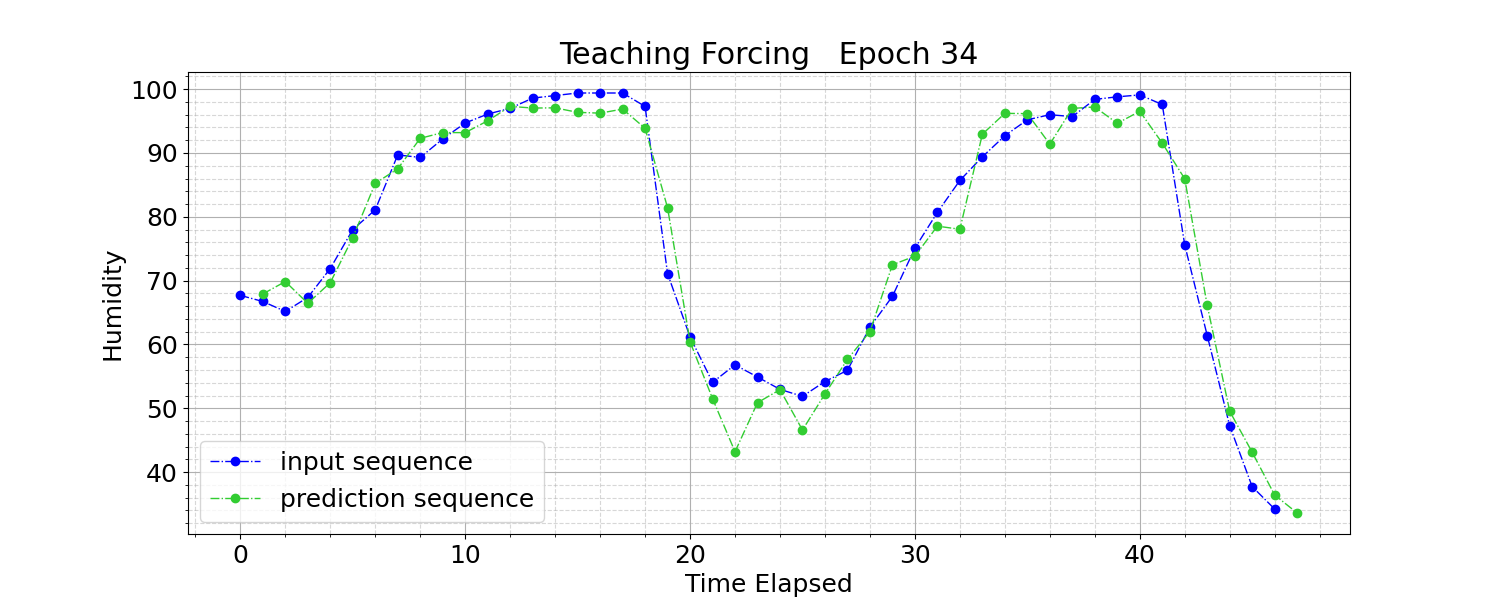 Teaching Forcing   Epoch 34
Humidity
100
90
80
70
60
50
40
input sequence
prediction sequence
0 10 20 30 40
Time Elapsed